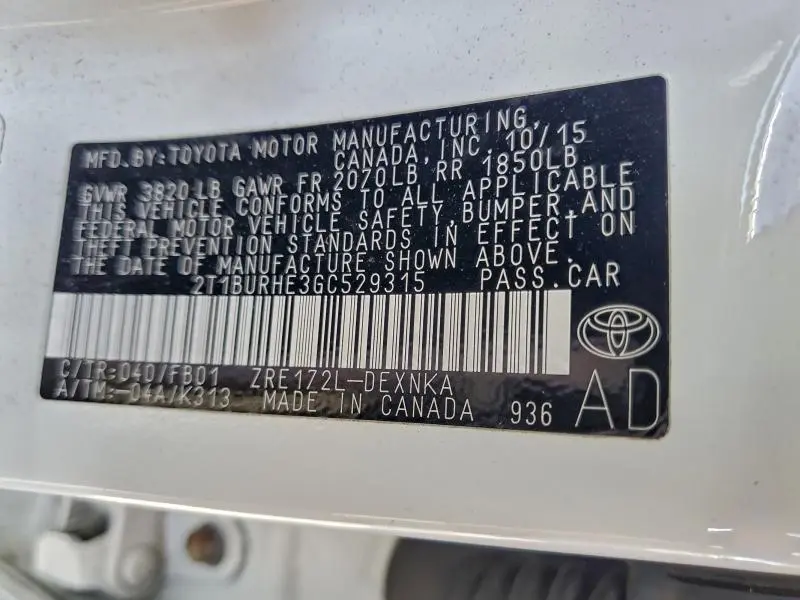 MFD. BY: TOYOTA MOTOR MANUFACTURING,
CANADA, INC. 10/15
GVWR 3820 LB GAWR FR 2070LB RR 1850LB
THIS VEHICLE CONFORMS TO ALL APPLICABLE
FEDERAL MOTOR VEHICLE SAFETY, BUMPER, AND
THEFT PREVENTION STANDARDS IN EFFECT ON
THE DATE OF MANUFACTURE SHOWN ABOVE.
2T1BURHE3GC529315 PASS. CAR
C/TR: 040/FB01 ZRE172L-DEXNKA
A/TM: -04A/K313 MADE IN CANADA 936 AD